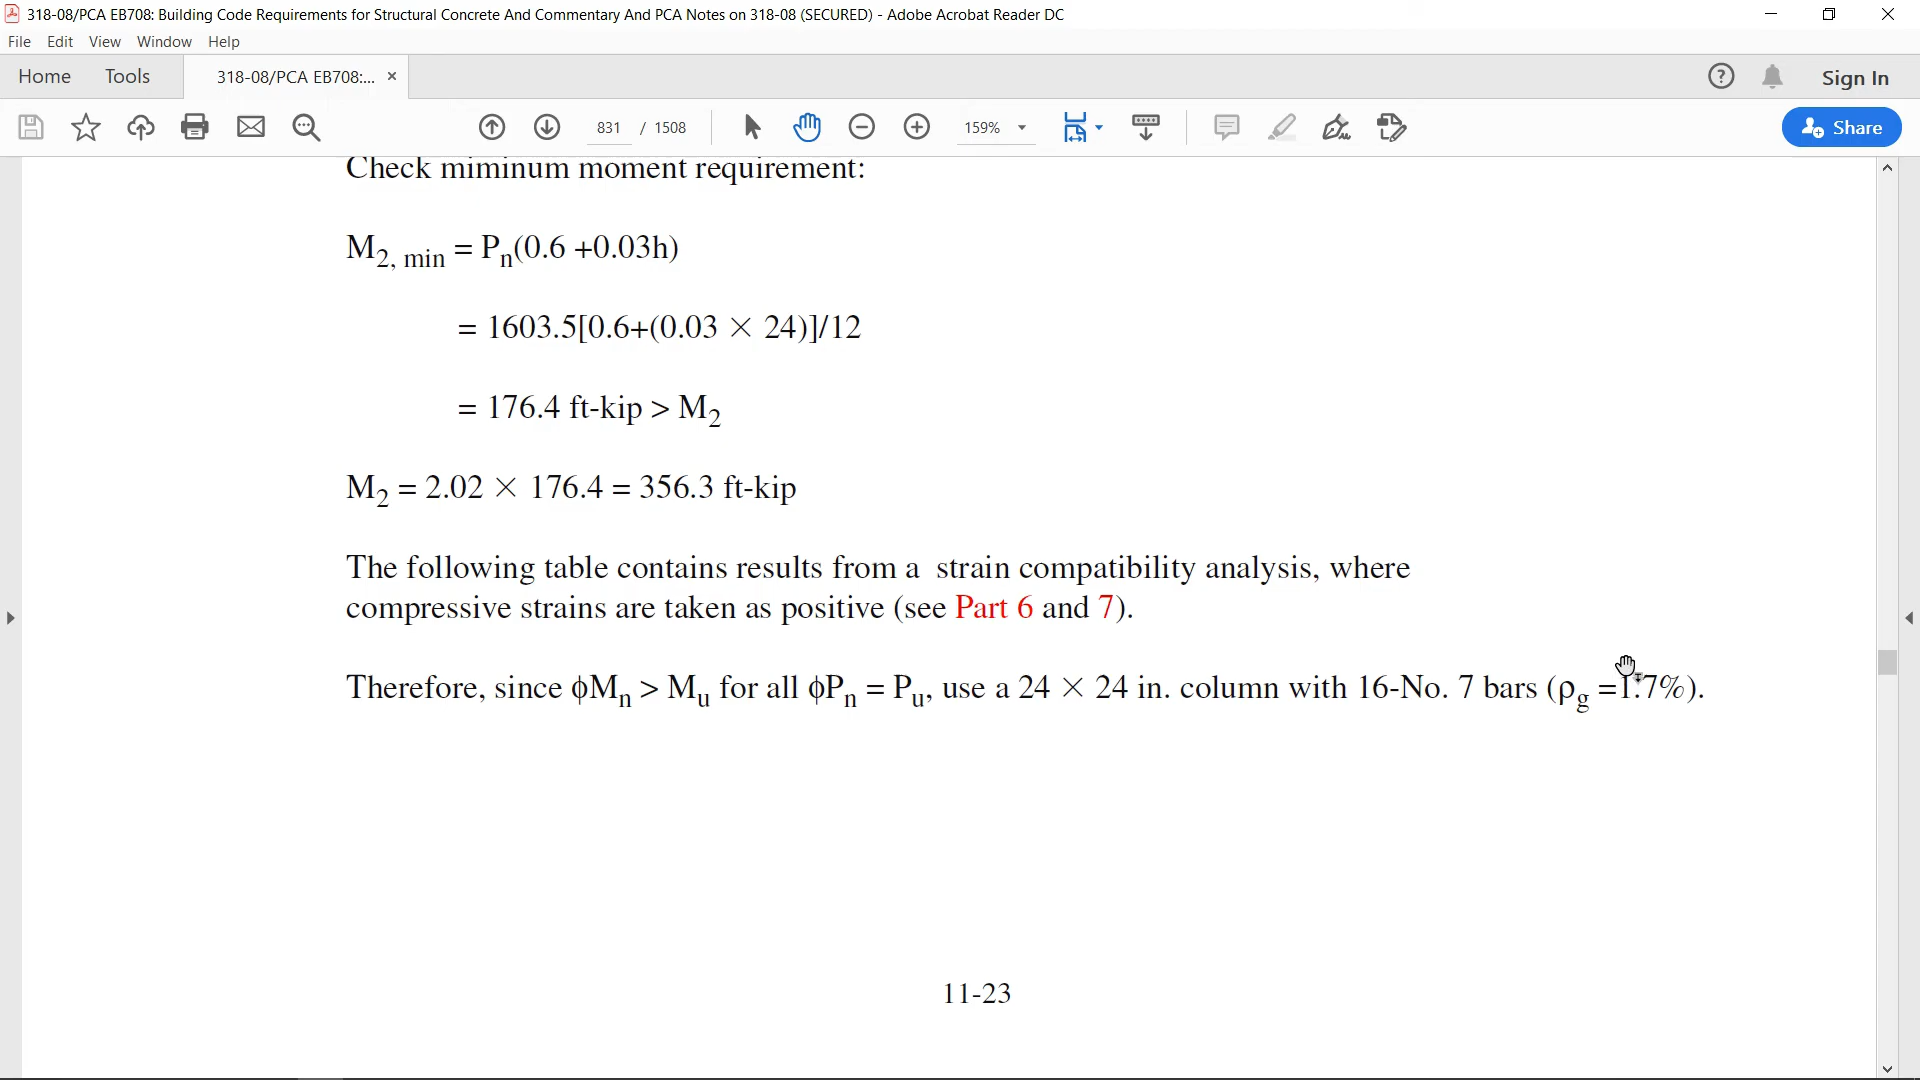 318-08/PCA EB708: Building Code Requirements for Structural Concrete And Commentary And PCA Notes on 318-08 (SECURED) - Adobe Acrobat Reader DC
File Edit View Window Help
Home Tools 318-08/PCA EB708:... × Sign In
831 / 1508 159% Share
Check miminum moment requirement:
M2, min = Pn(0.6 +0.03h)
= 1603.5[0.6+(0.03 × 24)]/12
= 176.4 ft-kip > M2
M2 = 2.02 × 176.4 = 356.3 ft-kip
The following table contains results from a strain compatibility analysis, where
compressive strains are taken as positive (see Part 6 and 7).
Therefore, since ϕMn > Mu for all ϕPn = Pu, use a 24 × 24 in. column with 16-No. 7 bars (ρg =1.7%).
11-23